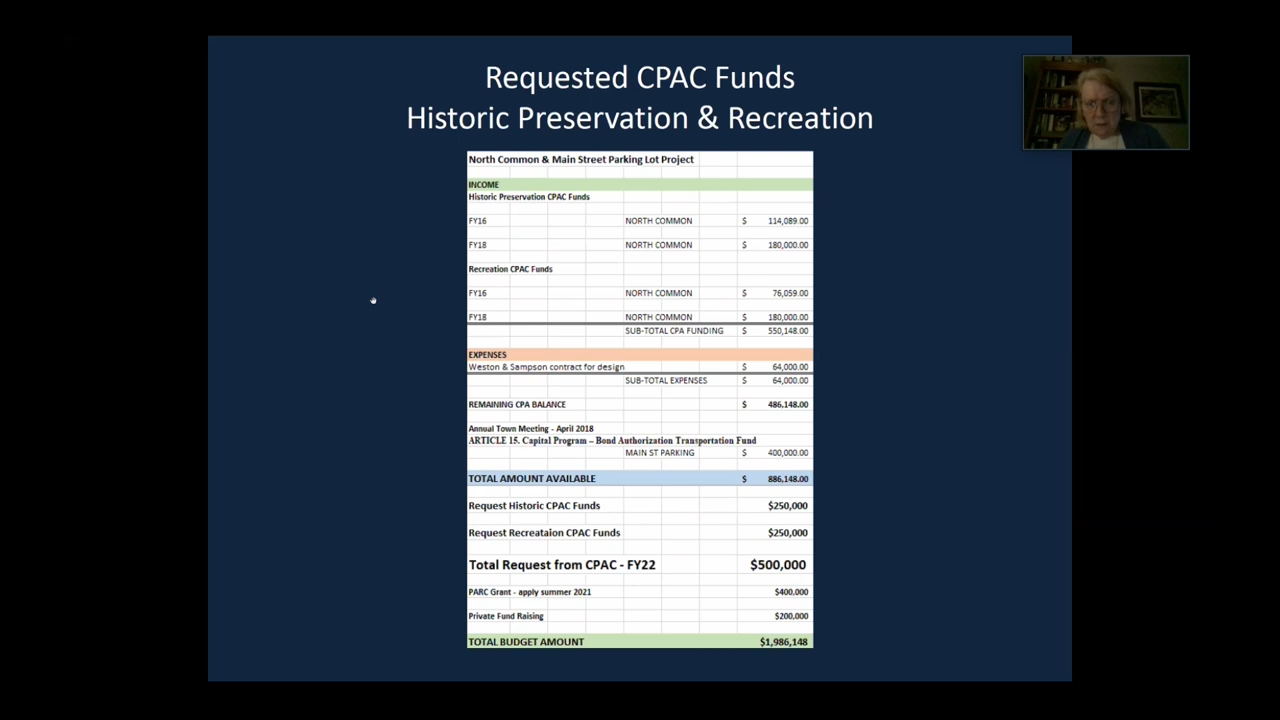 Requested CPAC Funds
Historic Preservation & Recreation
North Common & Main Street Parking Lot Project
INCOME
Historic Preservation CPAC Funds
FY16 NORTH COMMON $ 114,089.00
FY18 NORTH COMMON $ 180,000.00
Recreation CPAC Funds
FY16 NORTH COMMON $ 76,059.00
FY18 NORTH COMMON $ 180,000.00
SUB-TOTAL CPA FUNDING $ 550,148.00
EXPENSES
Weston & Sampson contract for design $ 64,000.00
SUB-TOTAL EXPENSES $ 64,000.00
REMAINING CPA BALANCE $ 486,148.00
Annual Town Meeting - April 2018
ARTICLE 15. Capital Program – Bond Authorization Transportation Fund
MAIN ST PARKING $ 400,000.00
TOTAL AMOUNT AVAILABLE $ 886,148.00
Request Historic CPAC Funds $250,000
Request Recreataion CPAC Funds $250,000
Total Request from CPAC - FY22 $500,000
PARC Grant - apply summer 2021 $400,000
Private Fund Raising $200,000
TOTAL BUDGET AMOUNT $1,986,148